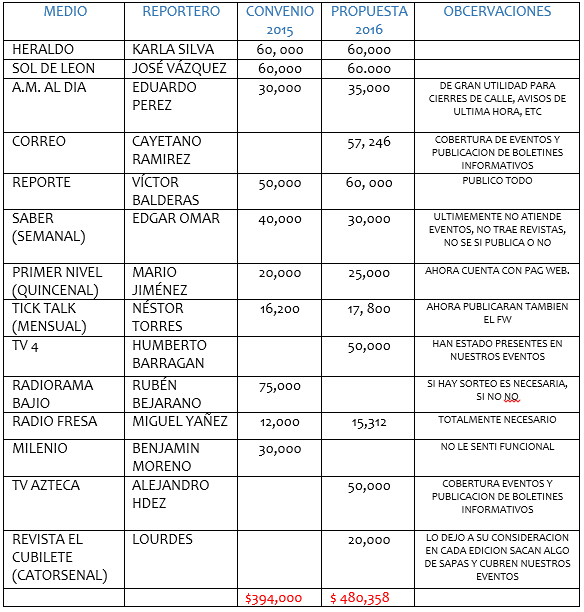 MEDIO REPORTERO CONVENIO 2015 PROPUESTA 2016 OBSERVACIONES
HERALDO KARLA SILVA 60, 000 60,000
SOL DE LEON JOSÉ VÁZQUEZ 60,000 60.000
A.M. AL DIA EDUARDO PEREZ 30,000 35,000 DE GRAN UTILIDAD PARA CIERRES DE CALLE, AVISOS DE ULTIMA HORA, ETC
CORREO CAYETANO RAMIREZ 57, 246 COBERTURA DE EVENTOS Y PUBLICACION DE BOLETINES INFORMATIVOS
REPORTE VÍCTOR BALDERAS 50,000 60, 000 PUBLICO TODO
SABER (SEMANAL) EDGAR OMAR 40,000 30,000 ULTIMEMENTE NO ATIENDE EVENTOS, NO TRAE REVISTAS, NO SE SI PUBLICA O NO
PRIMER NIVEL (QUINCENAL) MARIO JIMÉNEZ 20,000 25,000 AHORA CUENTA CON PAG WEB.
TICK TALK (MENSUAL) NÉSTOR TORRES 16,200 17, 800 AHORA PUBLICARAN TAMBIEN EL FW
TV 4 HUMBERTO BARRAGAN 50,000 HAN ESTADO PRESENTES EN NUESTROS EVENTOS
RADIORAMA BAJIO RUBÉN BEJARANO 75,000 SI HAY SORTEO ES NECESARIA, SI NO NO
RADIO FRESA MIGUEL YAÑEZ 12,000 15,312 TOTALMENTE NECESARIO
MILENIO BENJAMIN MORENO 30,000 NO LE SENTI FUNCIONAL
TV AZTECA ALEJANDRO HDEZ 50,000 COBERTURA EVENTOS Y PUBLICACION DE BOLETINES INFORMATIVOS
REVISTA EL CUBILETE (CATORSENAL) LOURDES 20,000 LO DEJO A SU CONSIDERACION EN CADA EDICION SACAN ALGO DE SAPAS Y CUBREN NUESTROS EVENTOS
$394,000 $ 480,358